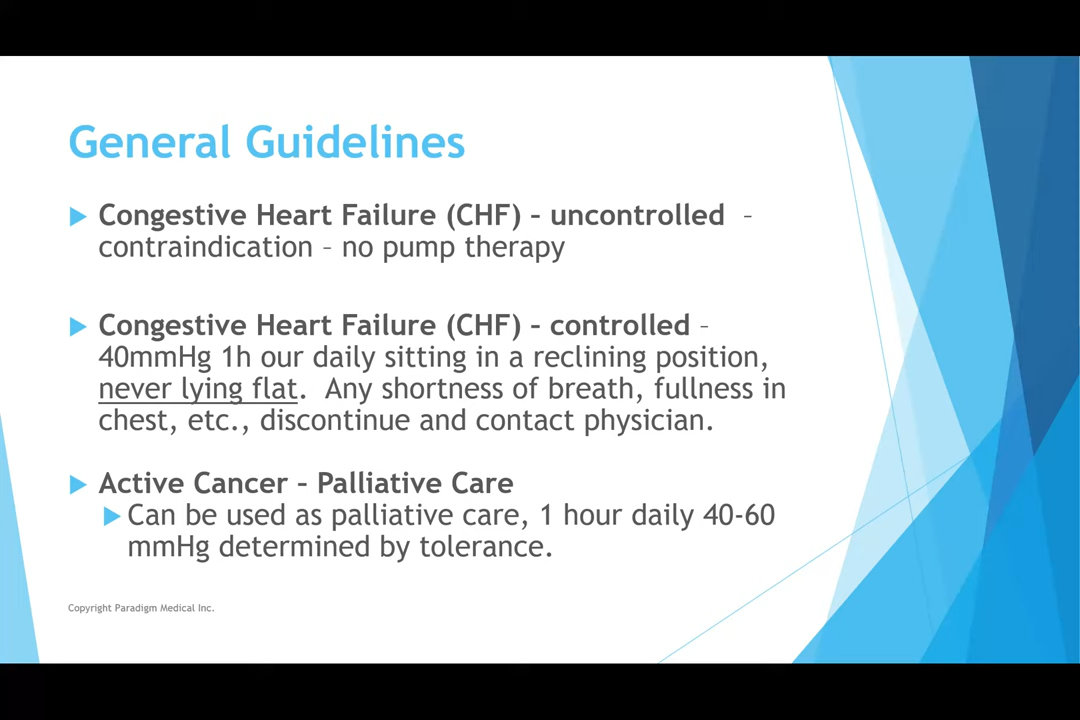 General Guidelines
Congestive Heart Failure (CHF) – uncontrolled –
contraindication – no pump therapy
Congestive Heart Failure (CHF) – controlled –
40mmHg 1h our daily sitting in a reclining position,
never lying flat. Any shortness of breath, fullness in
chest, etc., discontinue and contact physician.
Active Cancer – Palliative Care
Can be used as palliative care, 1 hour daily 40-60
mmHg determined by tolerance.
Copyright Paradigm Medical Inc.